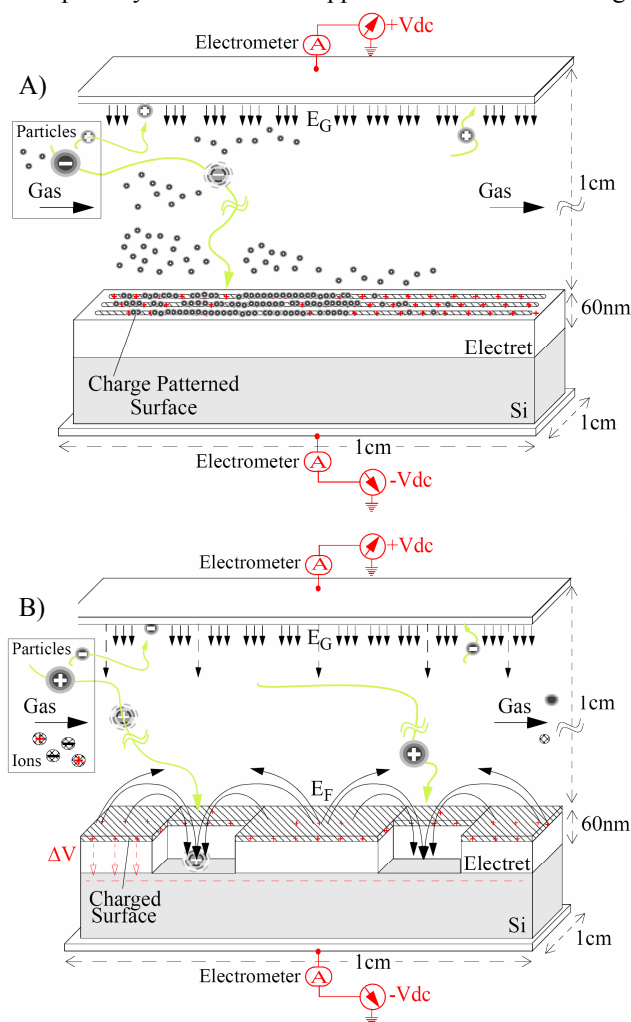 +Vdc
Electrometer A
A)
E_G
Particles
Gas
Gas
1cm
60nm
Electret
Charge Patterned
Surface
Si
1cm
1cm
Electrometer A
-Vdc
+Vdc
Electrometer A
B)
E_G
Particles
Gas
Gas
Ions
1cm
E_F
60nm
ΔV
Electret
Charged
Surface
Si
1cm
1cm
Electrometer A
-Vdc